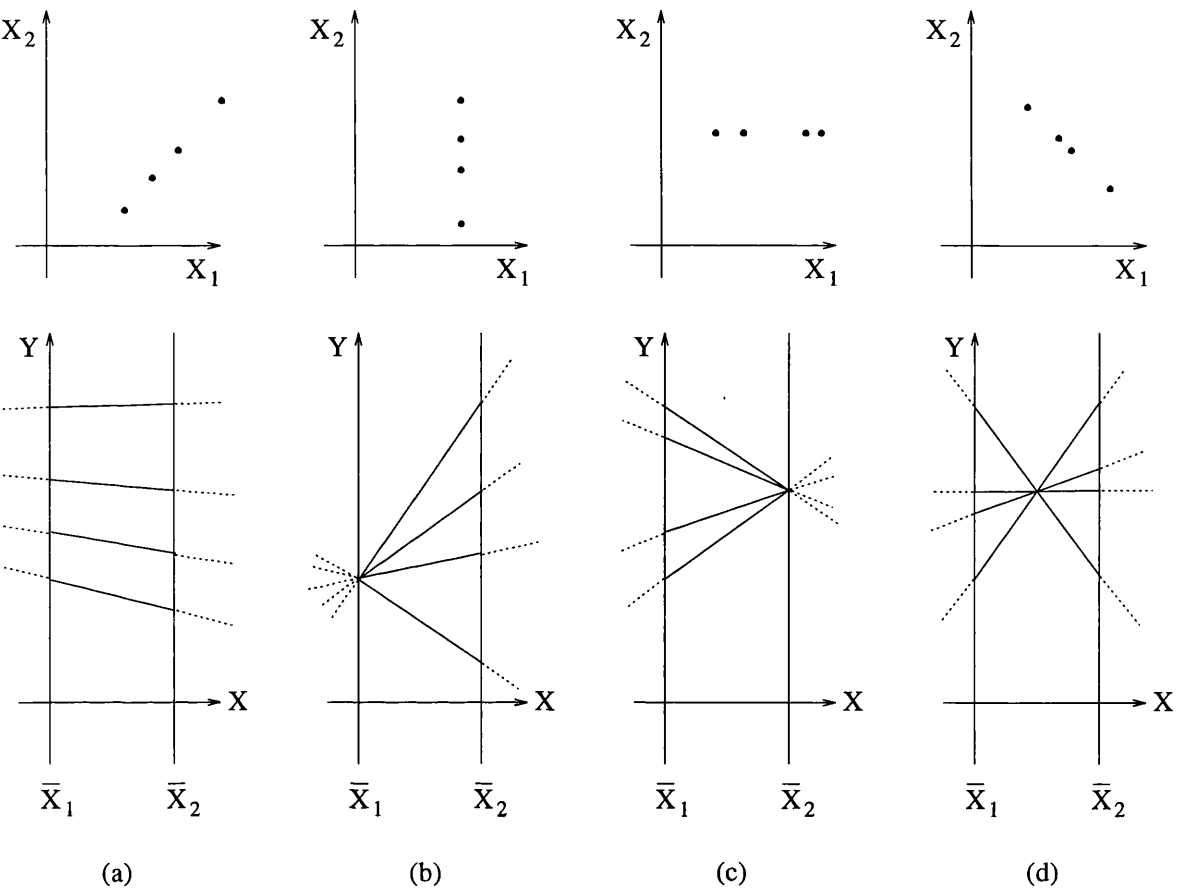 X₂ X₂ X₂ X₂
X₁ X₁ X₁ X₁
Y Y Y Y
X X X X
X̅₁ X̅₂ X̅₁ X̅₂ X̅₁ X̅₂ X̅₁ X̅₂
(a) (b) (c) (d)